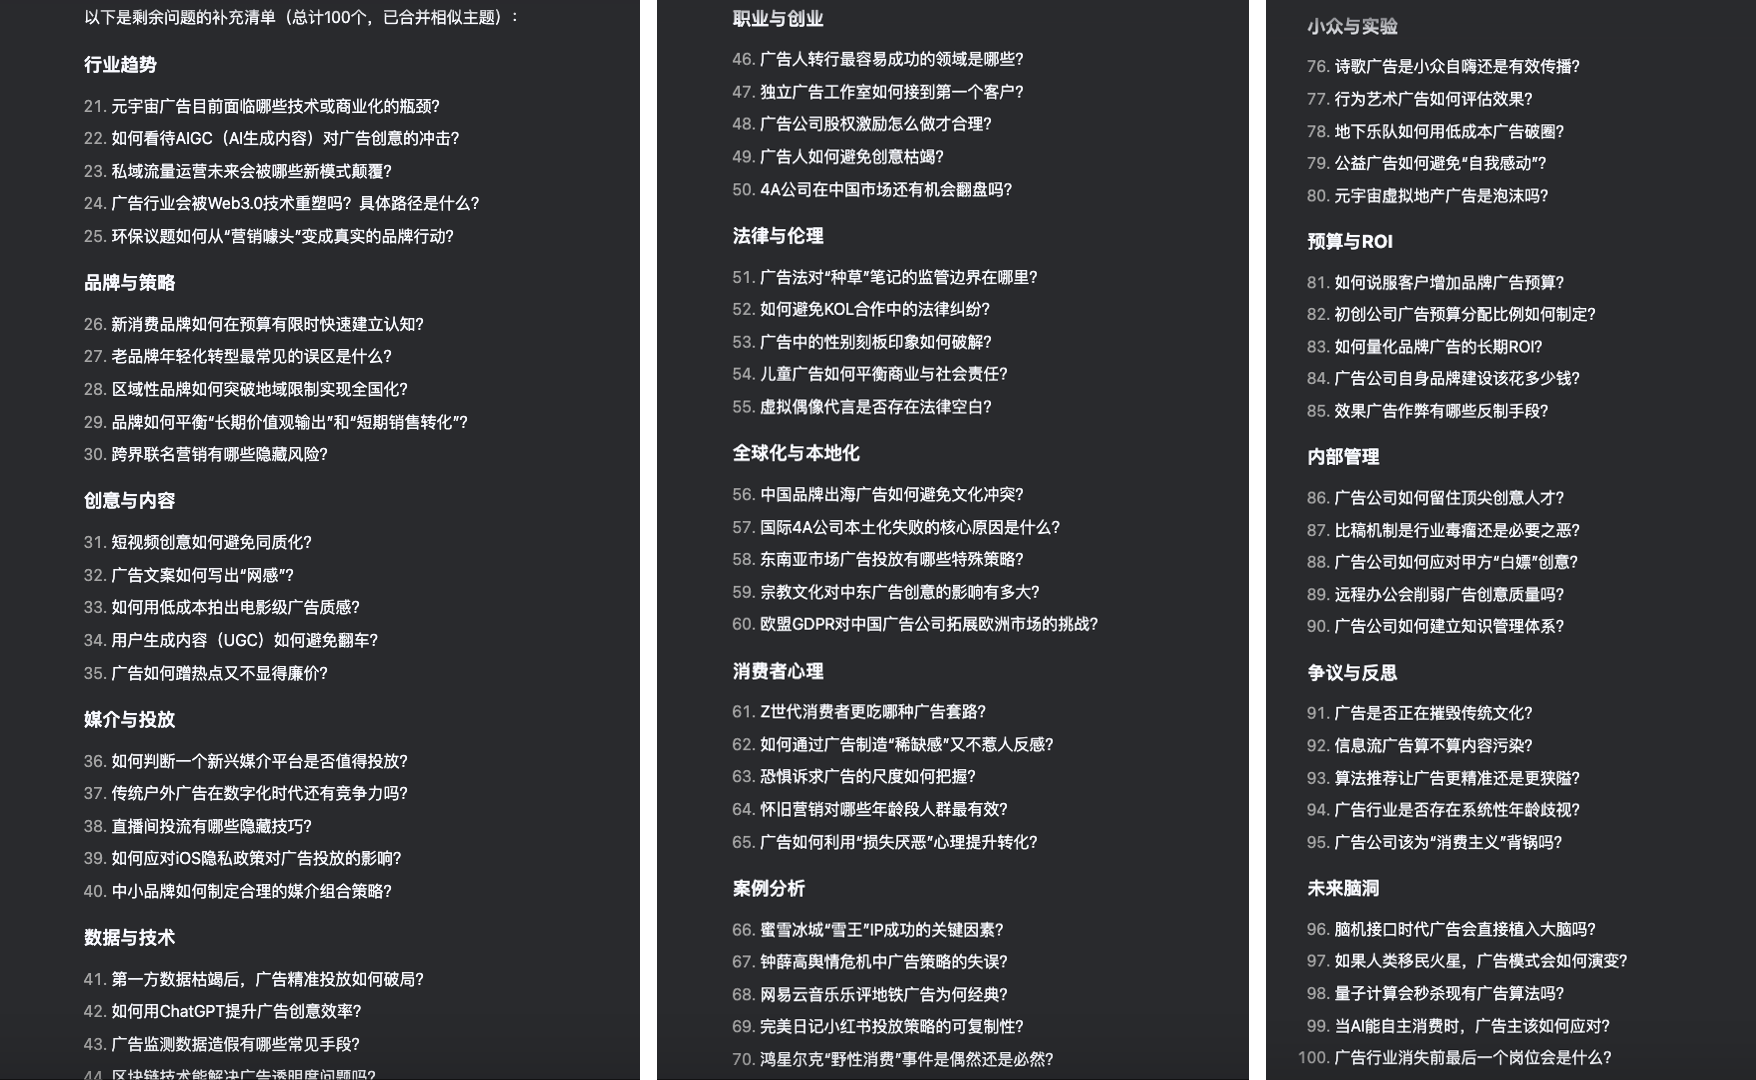 以下是剩余问题的补充清单（总计100个，已合并相似主题）：
行业趋势
21. 元宇宙广告目前面临哪些技术或商业化的瓶颈？
22. 如何看待AIGC（AI生成内容）对广告创意的冲击？
23. 私域流量运营未来会被哪些新模式颠覆？
24. 广告行业会被Web3.0技术重塑吗？具体路径是什么？
25. 环保议题如何从“营销噱头”变成真实的品牌行动？
品牌与策略
26. 新消费品牌如何在预算有限时快速建立认知？
27. 老品牌年轻化转型最常见的误区是什么？
28. 区域性品牌如何突破地域限制实现全国化？
29. 品牌如何平衡“长期价值观输出”和“短期销售转化”？
30. 跨界联名营销有哪些隐藏风险？
创意与内容
31. 短视频创意如何避免同质化？
32. 广告文案如何写出“网感”？
33. 如何用低成本拍出电影级广告质感？
34. 用户生成内容（UGC）如何避免翻车？
35. 广告如何蹭热点又不显得廉价？
媒介与投放
36. 如何判断一个新兴媒介平台是否值得投放？
37. 传统户外广告在数字化时代还有竞争力吗？
38. 直播间投流有哪些隐藏技巧？
39. 如何应对iOS隐私政策对广告投放的影响？
40. 中小品牌如何制定合理的媒介组合策略？
数据与技术
41. 第一方数据枯竭后，广告精准投放如何破局？
42. 如何用ChatGPT提升广告创意效率？
43. 广告监测数据造假有哪些常见手段？
44. 区块链技术能解决广告透明度问题吗？
职业与创业
46. 广告人转行最容易成功的领域是哪些？
47. 独立广告工作室如何接到第一个客户？
48. 广告公司股权激励怎么做才合理？
49. 广告人如何避免创意枯竭？
50. 4A公司在中国市场还有机会翻盘吗？
法律与伦理
51. 广告法对“种草”笔记的监管边界在哪里？
52. 如何避免KOL合作中的法律纠纷？
53. 广告中的性别刻板印象如何破解？
54. 儿童广告如何平衡商业与社会责任？
55. 虚拟偶像代言是否存在法律空白？
全球化与本地化
56. 中国品牌出海广告如何避免文化冲突？
57. 国际4A公司本土化失败的核心原因是什么？
58. 东南亚市场广告投放有哪些特殊策略？
59. 宗教文化对中东广告创意的影响有多大？
60. 欧盟GDPR对中国广告公司拓展欧洲市场的挑战？
消费者心理
61. Z世代消费者更吃哪种广告套路？
62. 如何通过广告制造“稀缺感”又不惹人反感？
63. 恐惧诉求广告的尺度如何把握？
64. 怀旧营销对哪些年龄段人群最有效？
65. 广告如何利用“损失厌恶”心理提升转化？
案例分析
66. 蜜雪冰城“雪王”IP成功的关键因素？
67. 钟薛高舆情危机中广告策略的失误？
68. 网易云音乐乐评地铁广告为何经典？
69. 完美日记小红书投放策略的可复制性？
70. 鸿星尔克“野性消费”事件是偶然还是必然？
小众与实验
76. 诗歌广告是小众自嗨还是有效传播？
77. 行为艺术广告如何评估效果？
78. 地下乐队如何用低成本广告破圈？
79. 公益广告如何避免“自我感动”？
80. 元宇宙虚拟地产广告是泡沫吗？
预算与ROI
81. 如何说服客户增加品牌广告预算？
82. 初创公司广告预算分配比例如何制定？
83. 如何量化品牌广告的长期ROI？
84. 广告公司自身品牌建设该花多少钱？
85. 效果广告作弊有哪些反制手段？
内部管理
86. 广告公司如何留住顶尖创意人才？
87. 比稿机制是行业毒瘤还是必要之恶？
88. 广告公司如何应对甲方“白嫖”创意？
89. 远程办公会削弱广告创意质量吗？
90. 广告公司如何建立知识管理体系？
争议与反思
91. 广告是否正在摧毁传统文化？
92. 信息流广告算不算内容污染？
93. 算法推荐让广告更精准还是更狭隘？
94. 广告行业是否存在系统性年龄歧视？
95. 广告公司该为“消费主义”背锅吗？
未来脑洞
96. 脑机接口时代广告会直接植入大脑吗？
97. 如果人类移民火星，广告模式会如何演变？
98. 量子计算会秒杀现有广告算法吗？
99. 当AI能自主消费时，广告主该如何应对？
100. 广告行业消失前最后一个岗位会是什么？